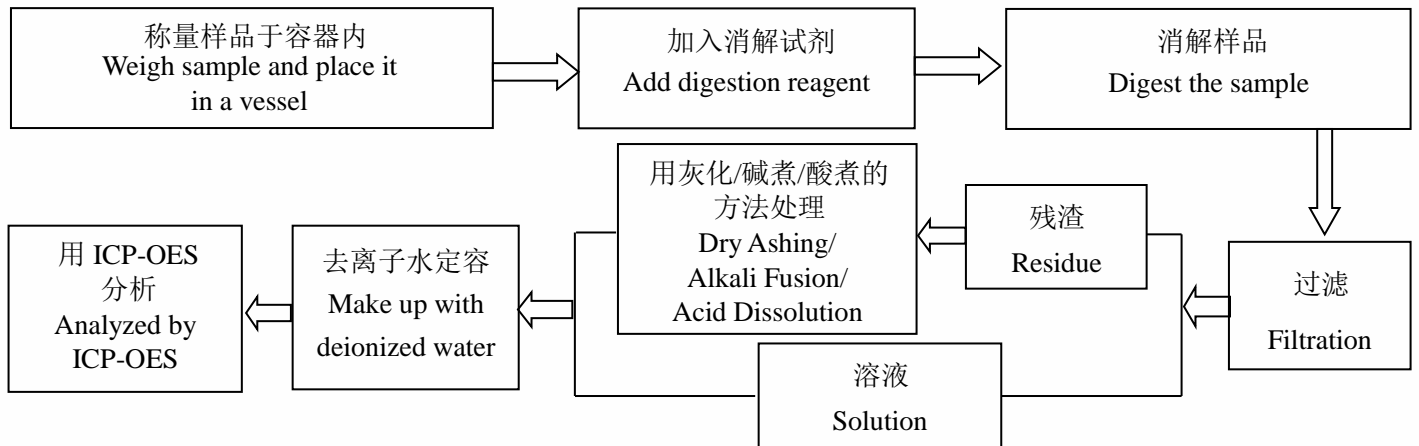 称量样品于容器内
Weigh sample and place it
in a vessel
加入消解试剂
Add digestion reagent
消解样品
Digest the sample
过滤
Filtration
残渣
Residue
用灰化/碱煮/酸煮的
方法处理
Dry Ashing/
Alkali Fusion/
Acid Dissolution
溶液
Solution
去离子水定容
Make up with
deionized water
用 ICP-OES
分析
Analyzed by
ICP-OES